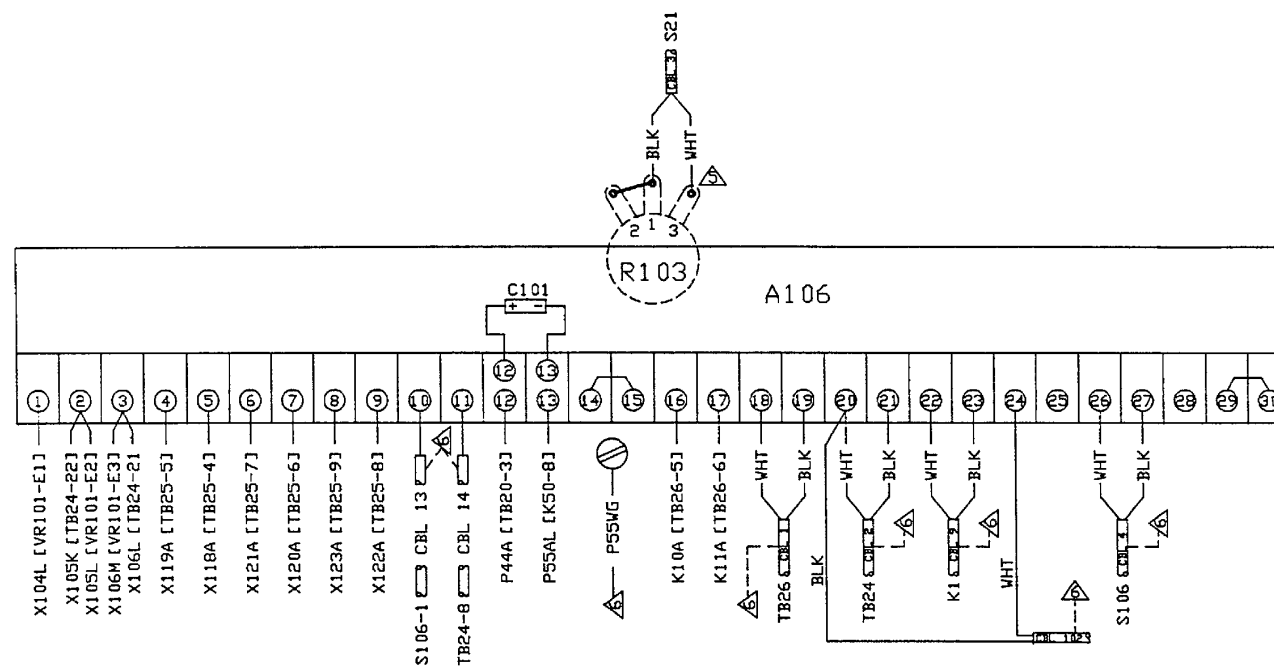 CBL 32 S21
BLK
WHT
5
2 1 3
R103
C101
+ -
A106
12 13
1 2 3 4 5 6 7 8 9 10 11 12 13 14 15 16 17 18 19 20 21 22 23 24 25 26 27 28 29
X104L [VR101-E1]
X105K [TB24-22]
X105L [VR101-E2]
X106M [VR101-E3]
X106L [TB24-21
X119A [TB25-5]
X118A [TB25-4]
X121A [TB25-7]
X120A [TB25-6]
X123A [TB25-9]
X122A [TB25-8]
6
S106-1 CBL 13
TB24-8 CBL 14
P44A [TB20-3]
P55AL [K50-8]
P55WG
6
K10A [TB26-5]
K11A [TB26-6]
WHT
BLK
CBL 1
TB26
6
BLK
WHT
BLK
CBL 2
TB24
6
WHT
BLK
CBL 9
K1
6
WHT
CBL 102
6
WHT
BLK
CBL 4
S106
6